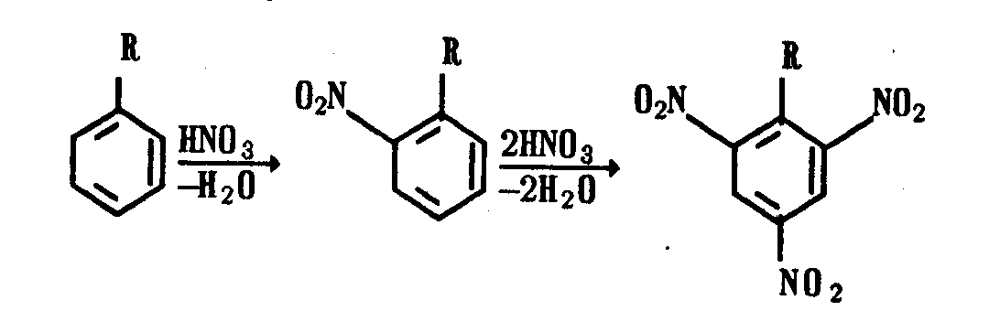 R
R
R
O₂N
O₂N
NO₂
HNO₃
–H₂O
2HNO₃
–2H₂O
NO₂